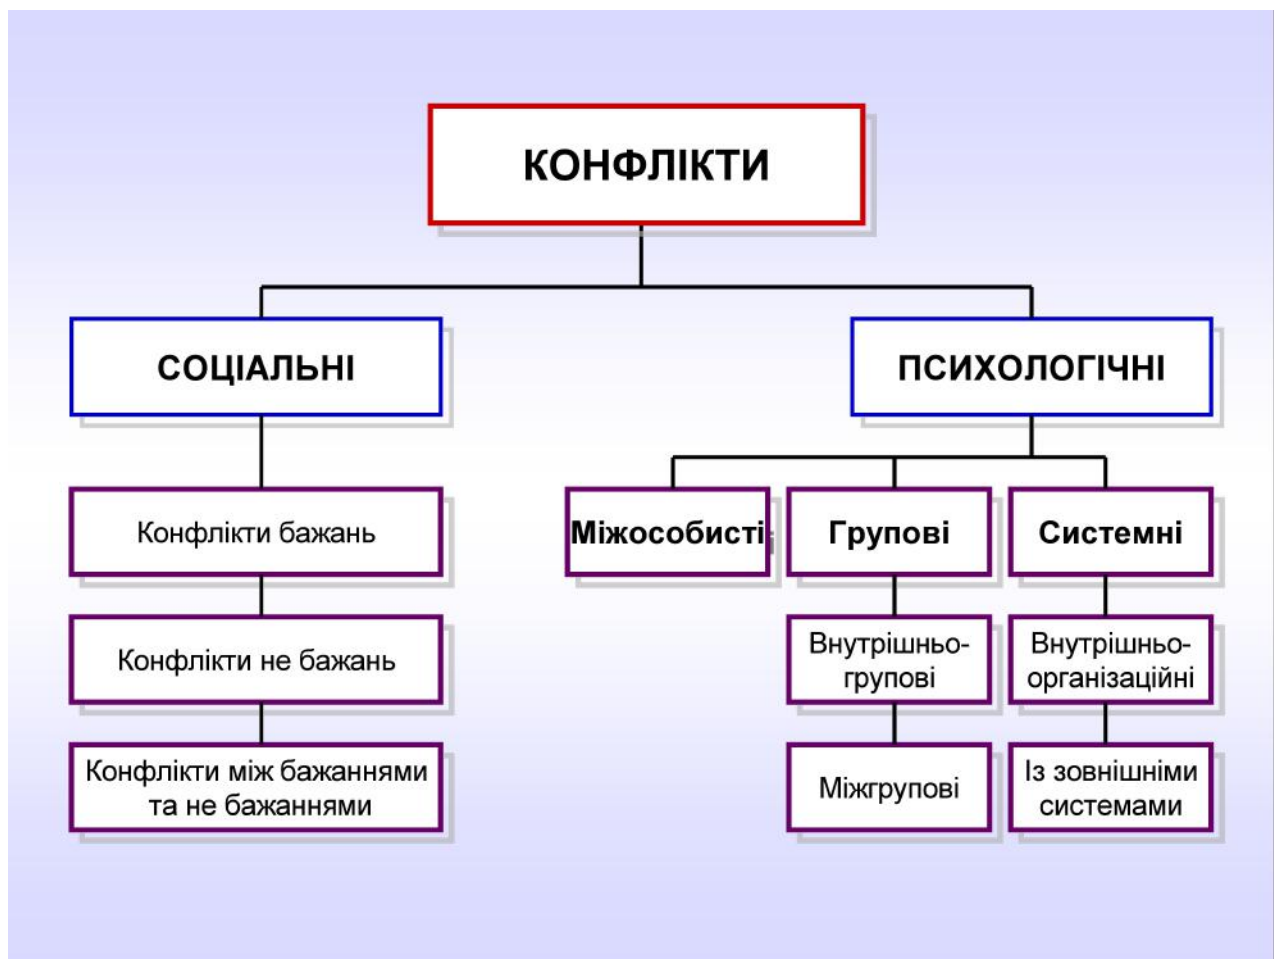 КОНФЛІКТИ
СОЦІАЛЬНІ
ПСИХОЛОГІЧНІ
Конфлікти бажань
Міжособисті
Групові
Системні
Конфлікти не бажань
Внутрішньо-
групові
Внутрішньо-
організаційні
Конфлікти між бажаннями
та не бажаннями
Міжгрупові
Із зовнішніми
системами